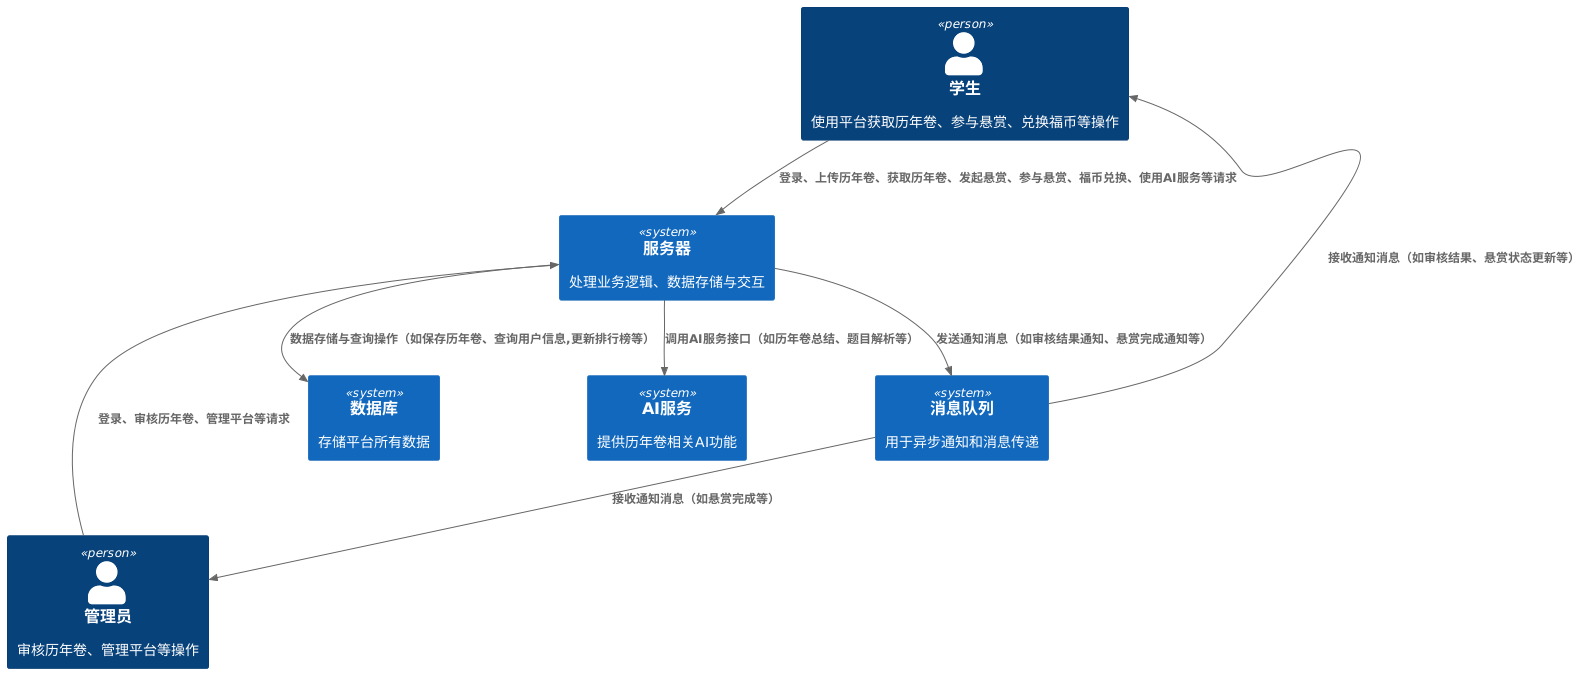 «person»
学生
使用平台获取历年卷、参与悬赏、兑换福币等操作
登录、上传历年卷、获取历年卷、发起悬赏、参与悬赏、福币兑换、使用AI服务等请求
«system»
服务器
处理业务逻辑、数据存储与交互
接收通知消息（如审核结果、悬赏状态更新等）
数据存储与查询操作（如保存历年卷、查询用户信息,更新排行榜等）
调用AI服务接口（如历年卷总结、题目解析等）
发送通知消息（如审核结果通知、悬赏完成通知等）
«system»
数据库
存储平台所有数据
«system»
AI服务
提供历年卷相关AI功能
«system»
消息队列
用于异步通知和消息传递
登录、审核历年卷、管理平台等请求
接收通知消息（如悬赏完成等）
«person»
管理员
审核历年卷、管理平台等操作